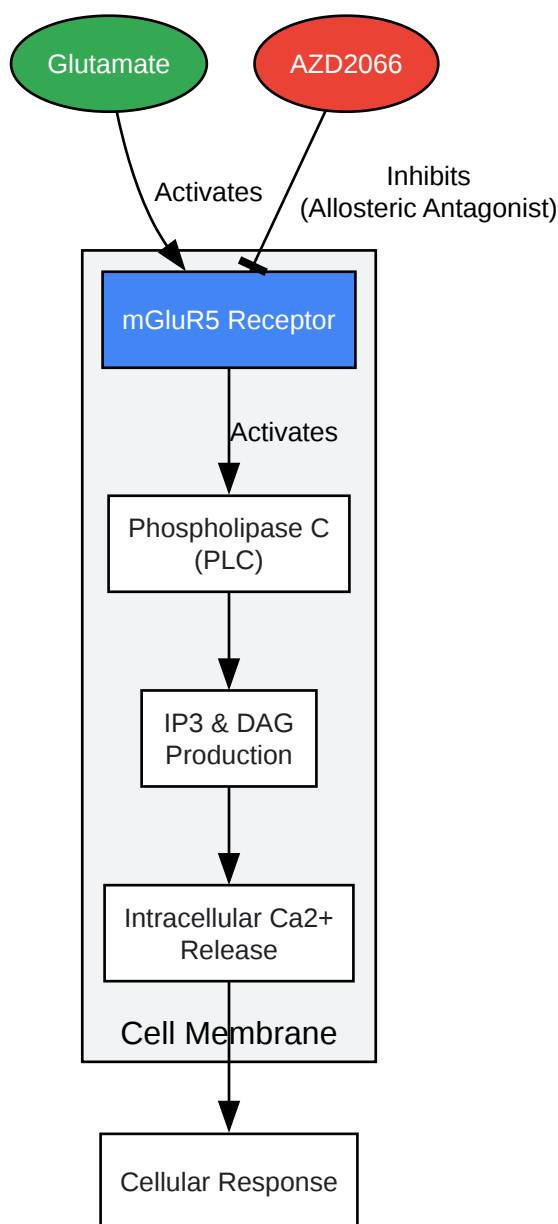 Glutamate
AZD2066
Activates
Inhibits
(Allosteric Antagonist)
mGluR5 Receptor
Activates
Phospholipase C
(PLC)
IP3 & DAG
Production
Intracellular Ca2+
Release
Cell Membrane
Cellular Response